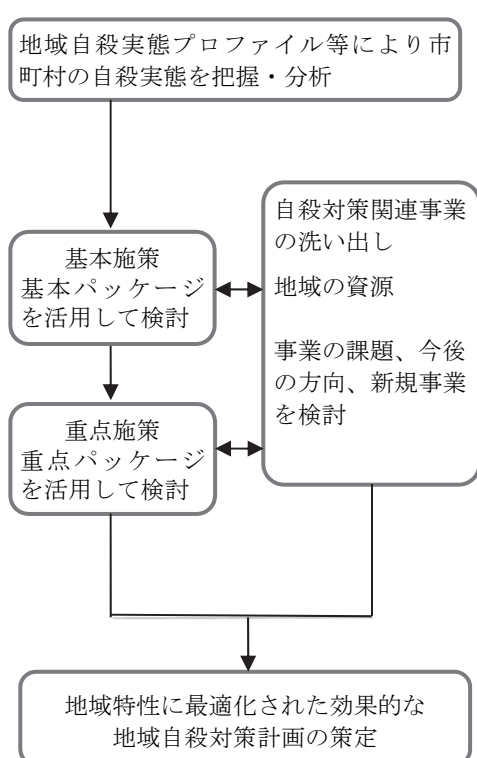 地域自殺実態プロファイル等により市
町村の自殺実態を把握・分析
基本施策
基本パッケージ
を活用して検討
自殺対策関連事業
の洗い出し
地域の資源
事業の課題、今後
の方向、新規事業
を検討
重点施策
重点パッケージ
を活用して検討
地域特性に最適化された効果的な
地域自殺対策計画の策定